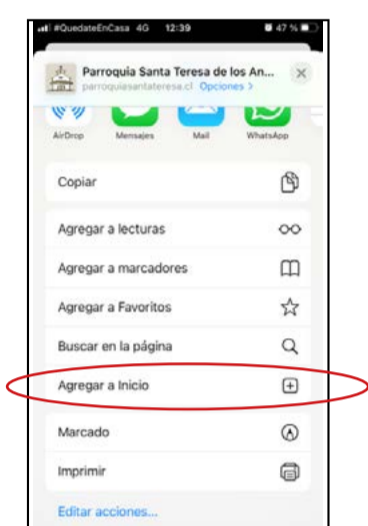 #QuedateEnCasa 4G 12:39 47 %
Parroquia Santa Teresa de los An...
parroquiasantateresa.cl Opciones >
AirDrop Mensajes Mail WhatsApp
Copiar
Agregar a lecturas
Agregar a marcadores
Agregar a Favoritos
Buscar en la página
Agregar a Inicio
Marcado
Imprimir
Editar acciones...